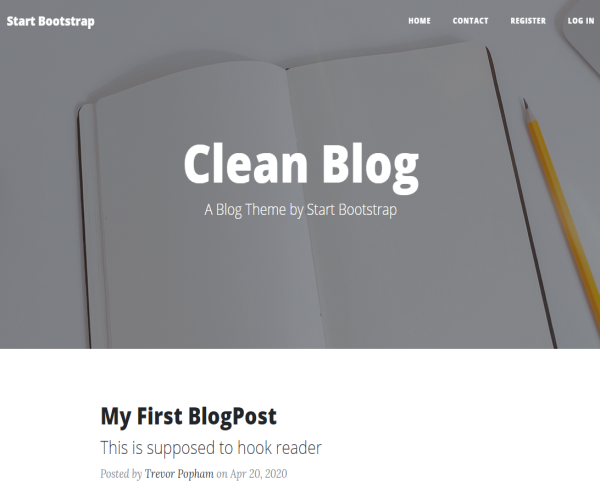 Start Bootstrap
HOME CONTACT REGISTER LOG IN
Clean Blog
A Blog Theme by Start Bootstrap
My First BlogPost
This is supposed to hook reader
Posted by Trevor Popham on Apr 20, 2020